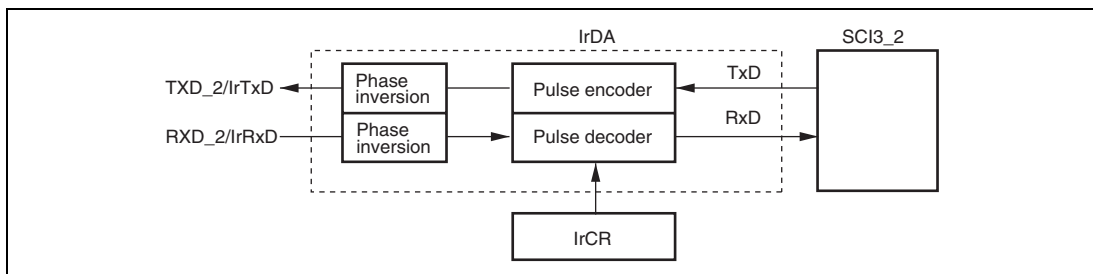 IrDA
SCI3_2
TXD_2/IrTxD
Phase
inversion
Pulse encoder
TxD
RXD_2/IrRxD
Phase
inversion
Pulse decoder
RxD
IrCR